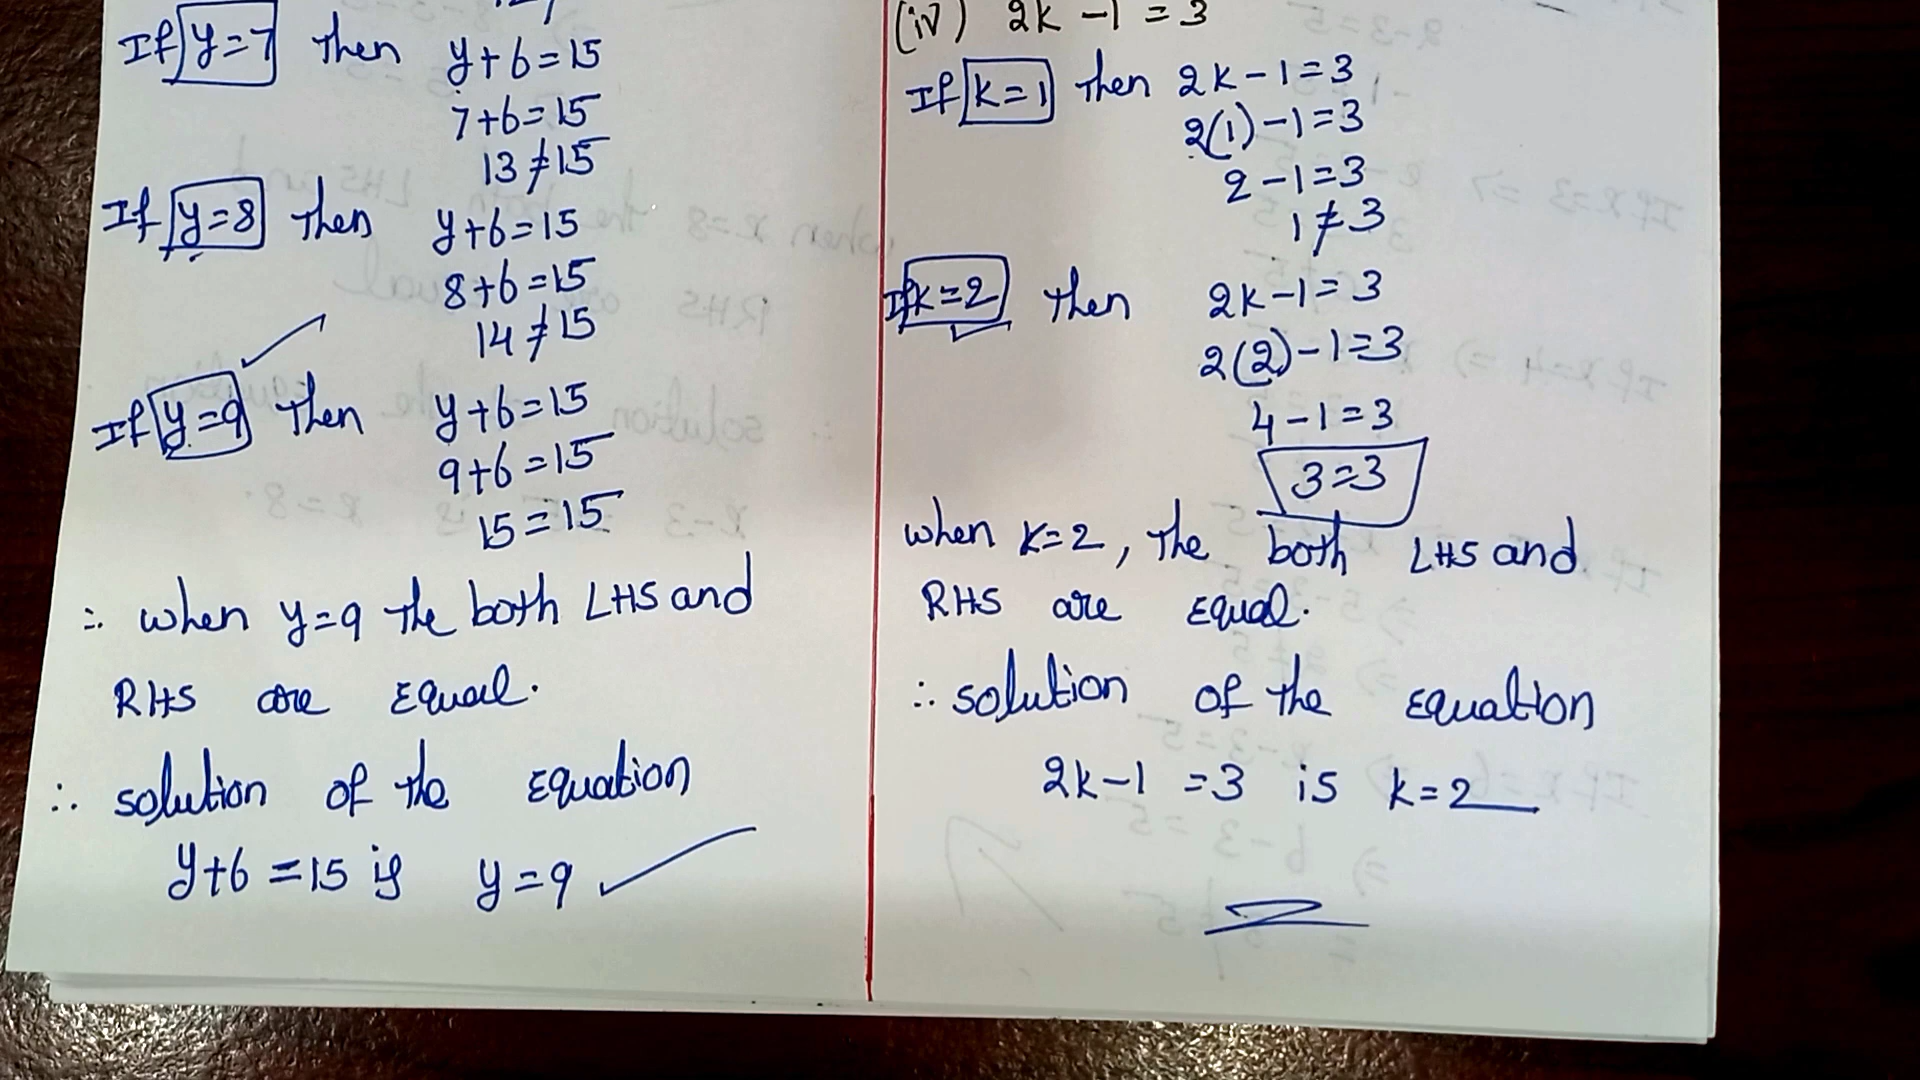 If y=7 then y+6=15
7+6=15
13≠15
If y=8 then y+6=15
8+6=15
14≠15
If y=9 then y+6=15
9+6=15
15=15
∴ when y=9 the both LHS and
RHS are Equal.
∴ solution of the Equation
y+6=15 is y=9
(iv) 2k-1=3
If k=1 then 2k-1=3
2(1)-1=3
2-1=3
1≠3
If k=2 then 2k-1=3
2(2)-1=3
4-1=3
3=3
when k=2, the both LHS and
RHS are Equal.
∴ solution of the Equation
2k-1=3 is k=2